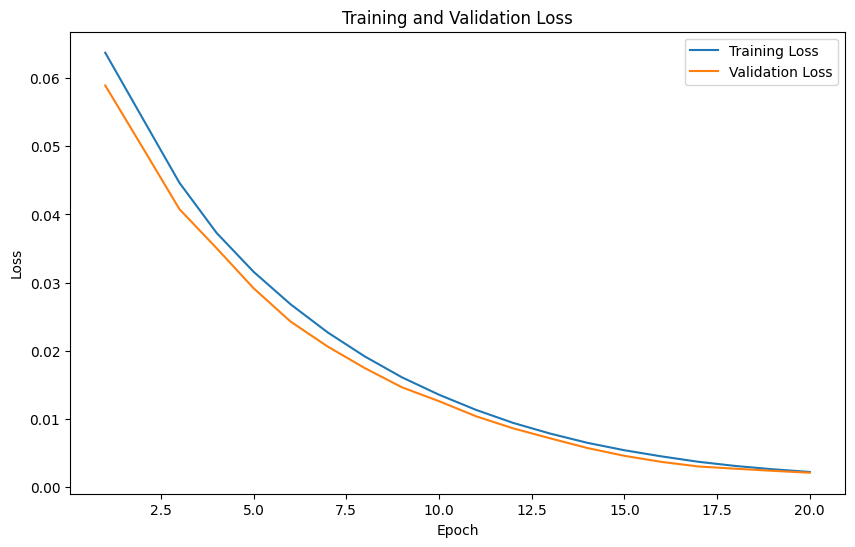 Training and Validation Loss
Training Loss
Validation Loss
0.06
0.05
0.04
0.03
0.02
0.01
0.00
Loss
2.5 5.0 7.5 10.0 12.5 15.0 17.5 20.0
Epoch